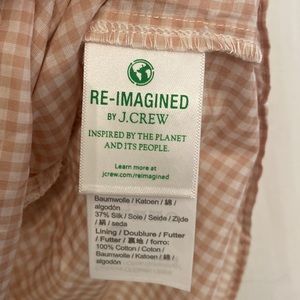 RE-IMAGINED
BY J.CREW
INSPIRED BY THE PLANET
AND ITS PEOPLE.
Learn more at
jcrew.com/reimagined
Baumwolle / Katoen / 綿 /
algodón
37% Silk / Soie / Seide / Zijde
/ 絹 / seda
Lining / Doublure / Futter
/ Futter / 裏地 / forro:
100% Cotton / Coton /
Baumwolle / Katoen / 綿 /
algodón